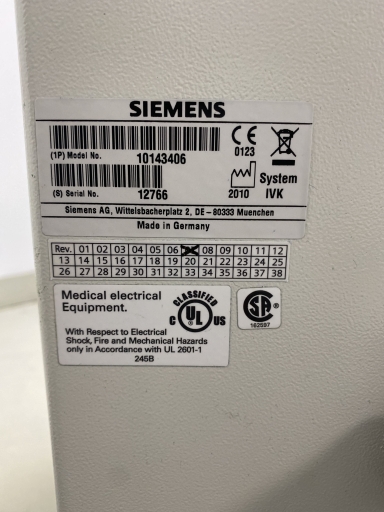 SIEMENS
(1P) Model No. 10143406
0123
(S) Serial No. 12766
2010
System
IVK
Siemens AG, Wittelsbacherplatz 2, DE - 80333 Muenchen
Made in Germany
Rev. 01 02 03 04 05 06 08 09 10 11 12
13 14 15 16 17 18 19 20 21 22 23 24 25
26 27 28 29 30 31 32 33 34 35 36 37 38
Medical electrical
Equipment.
CLASSIFIED
C UL US
With Respect to Electrical
Shock, Fire and Mechanical Hazards
only in Accordance with UL 2601-1
245B
SA
162597